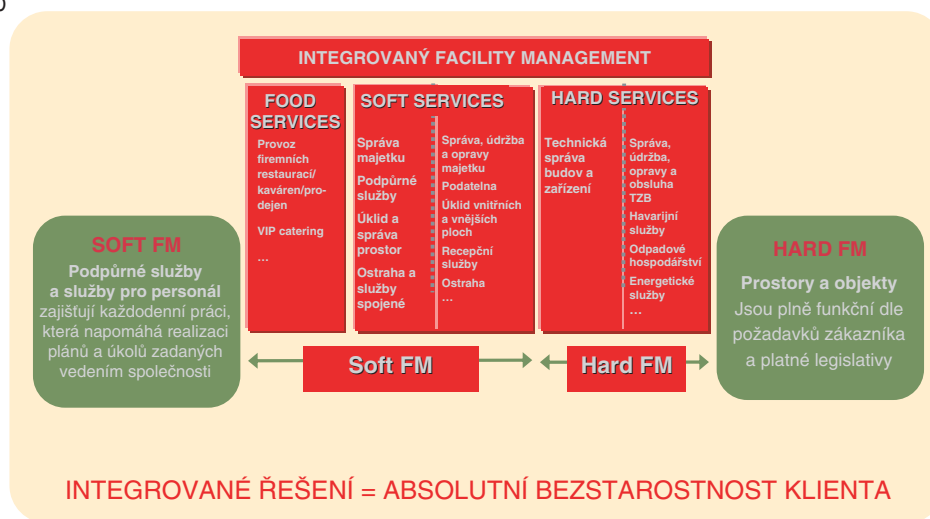 INTEGROVANÝ FACILITY MANAGEMENT
FOOD
SERVICES
Provoz
firemních
restaurací/
kaváren/pro-
dejen
VIP catering
…
SOFT SERVICES
Správa
majetku
Podpůrné
služby
Úklid a
správa
prostor
Ostraha a
služby
spojené
Správa, údržba
a opravy
majetku
Podatelna
Úklid vnitřních
a vnějších
ploch
Recepční
služby
Ostraha
…
HARD SERVICES
Technická
správa
budov a
zařízení
Správa,
údržba,
opravy a
obsluha
TZB
Havarijní
služby
Odpadové
hospodářství
Energetické
služby
…
SOFT FM
Podpůrné služby
a služby pro personál
zajišťují každodenní práci,
která napomáhá realizaci
plánů a úkolů zadaných
vedením společnosti
Soft FM
Hard FM
HARD FM
Prostory a objekty
Jsou plně funkční dle
požadavků zákazníka
a platné legislativy
INTEGROVANÉ ŘEŠENÍ = ABSOLUTNÍ BEZSTAROSTNOST KLIENTA